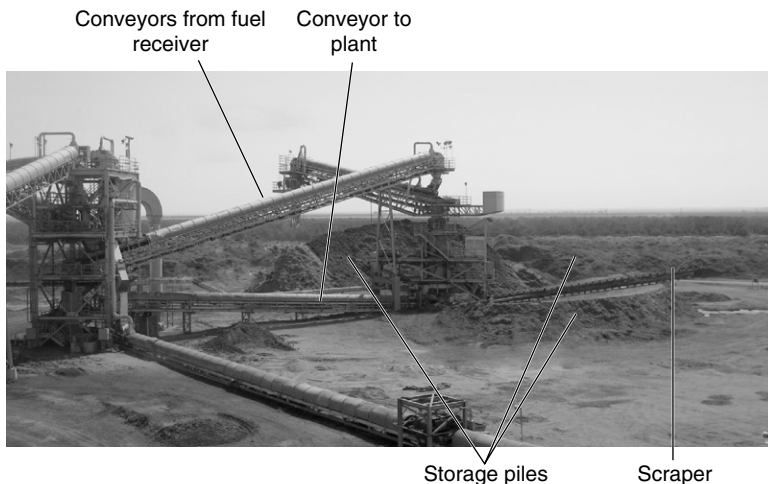 Conveyors from fuel
receiver
Conveyor to
plant
Storage piles
Scraper